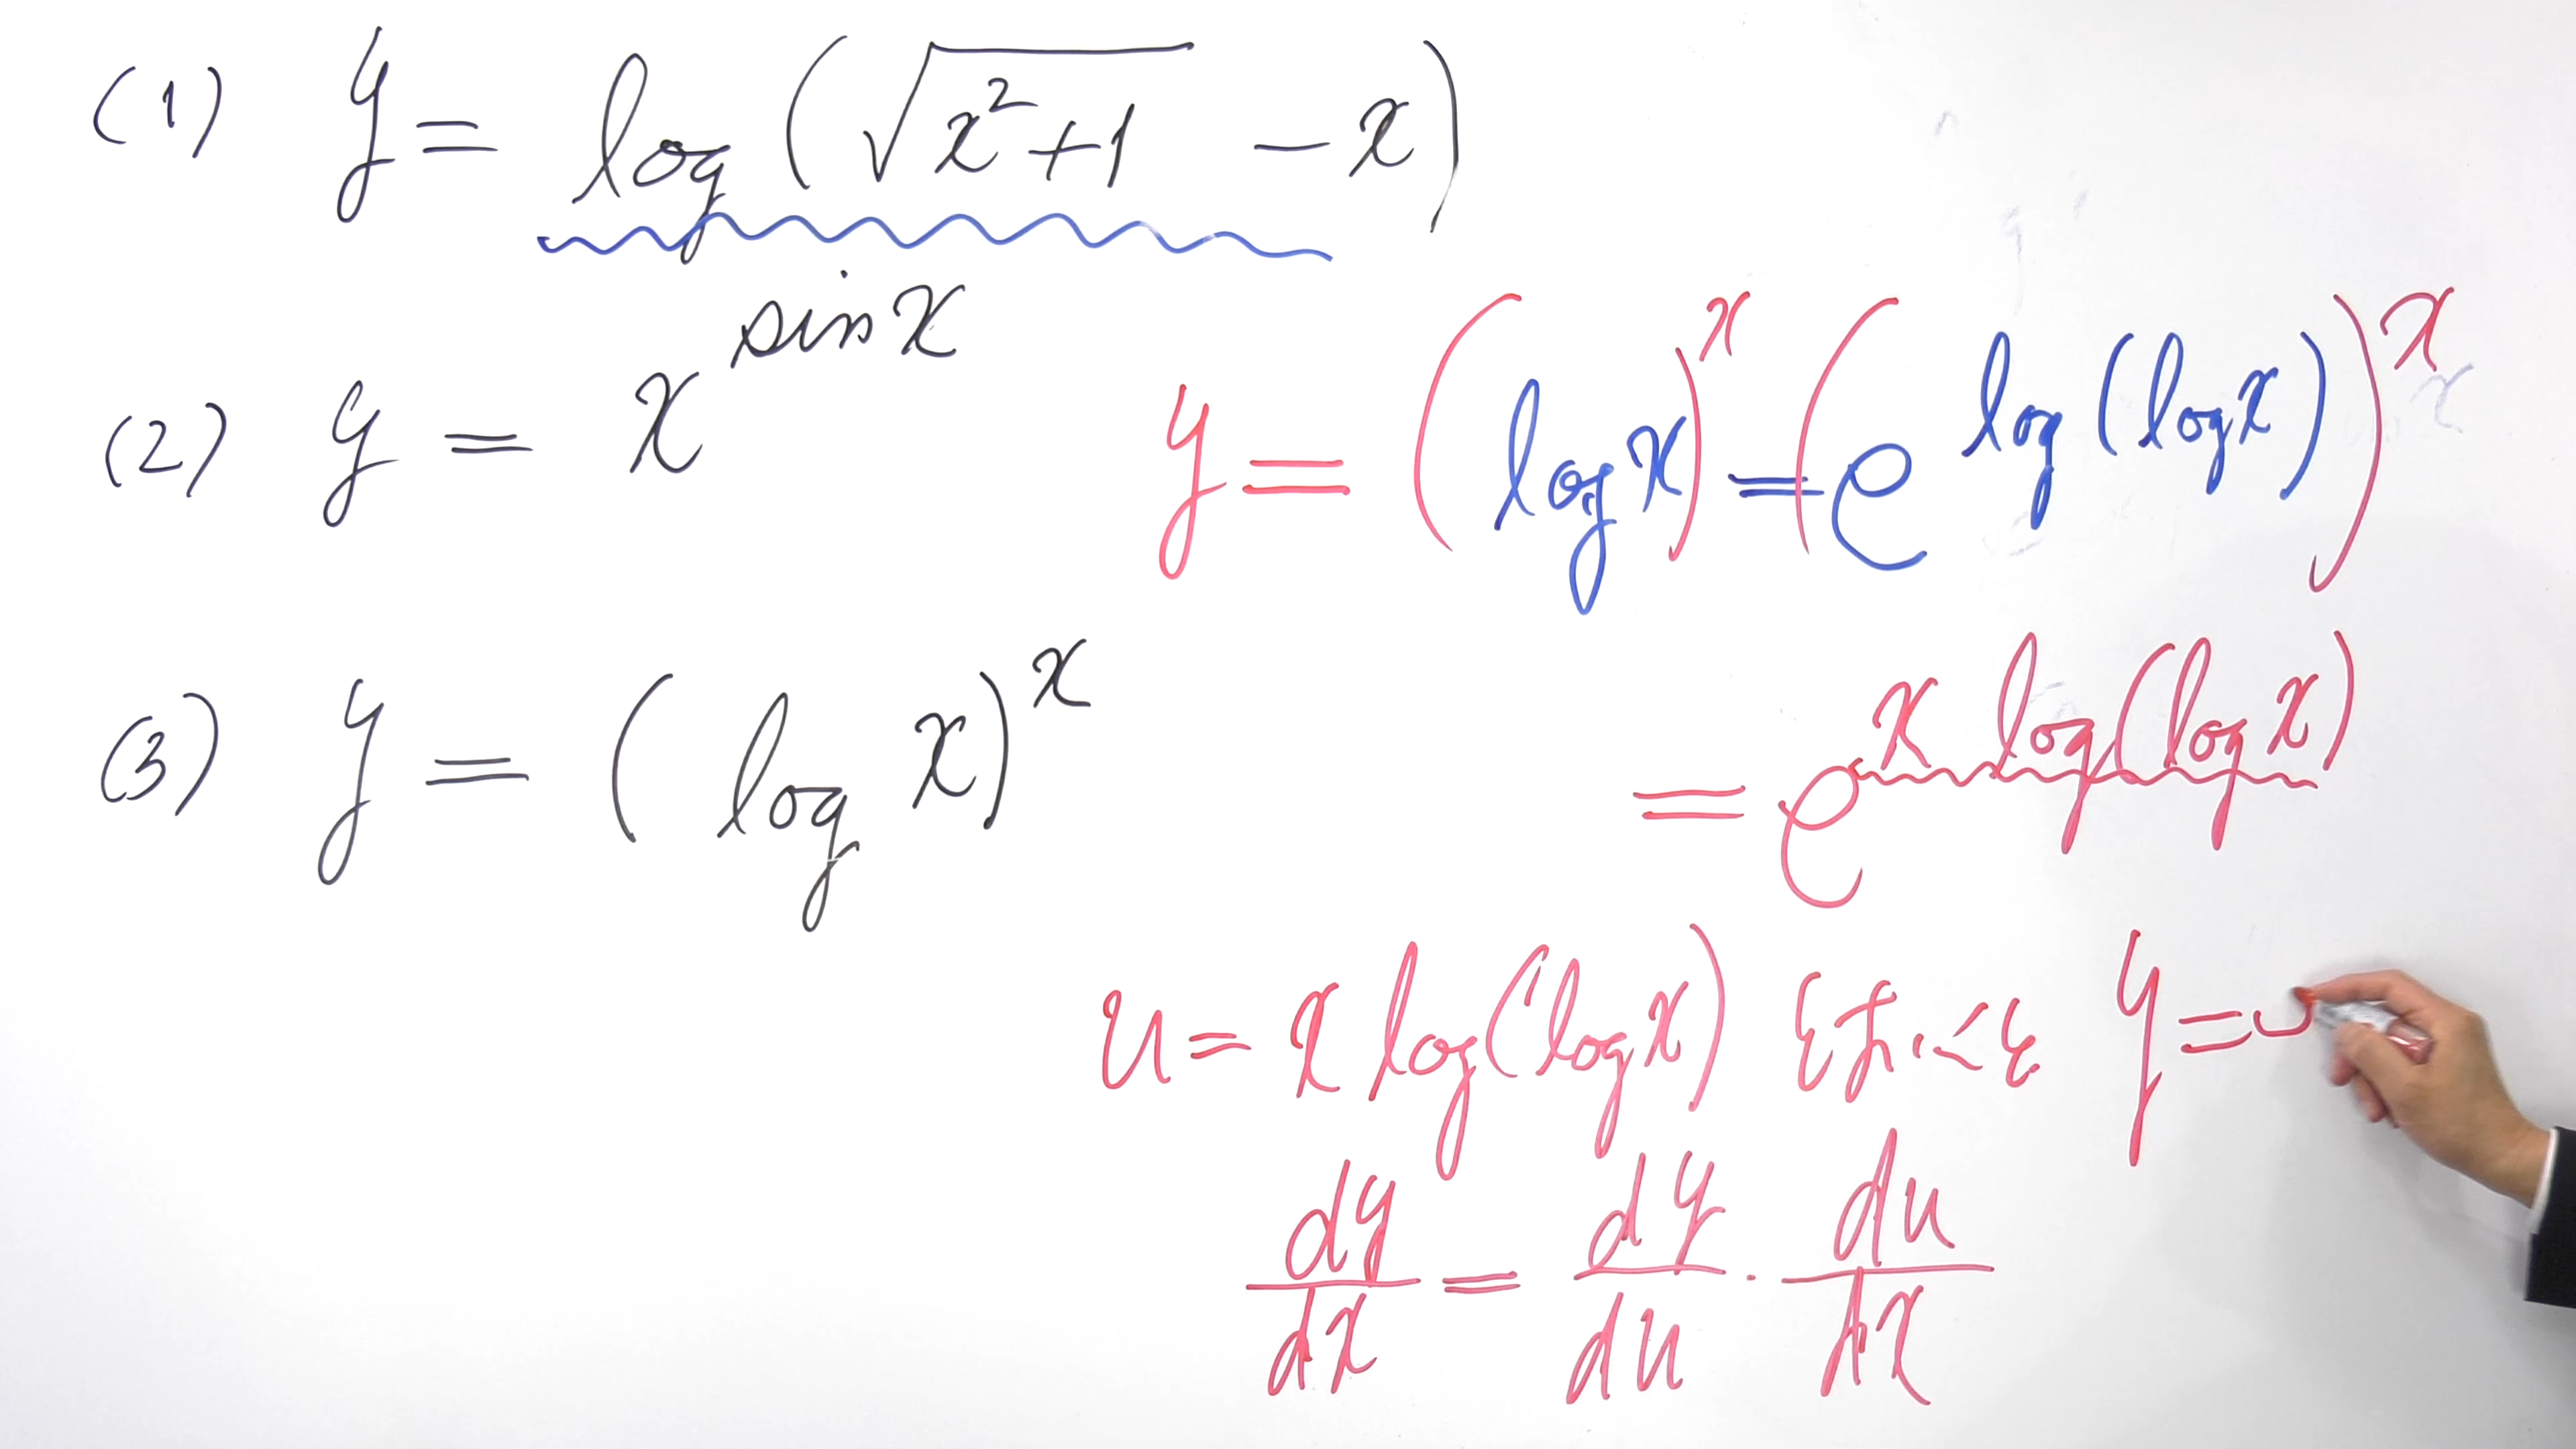 (1) y = log(√(x²+1) − x)
(2) y = x^(sin x)
y = (log x)^x = (e^(log(log x)))^x
(3) y = (log x)^x
= e^(x log(log x))
u = x log(log x) とおくと y =
dy/dx = dy/du · du/dx